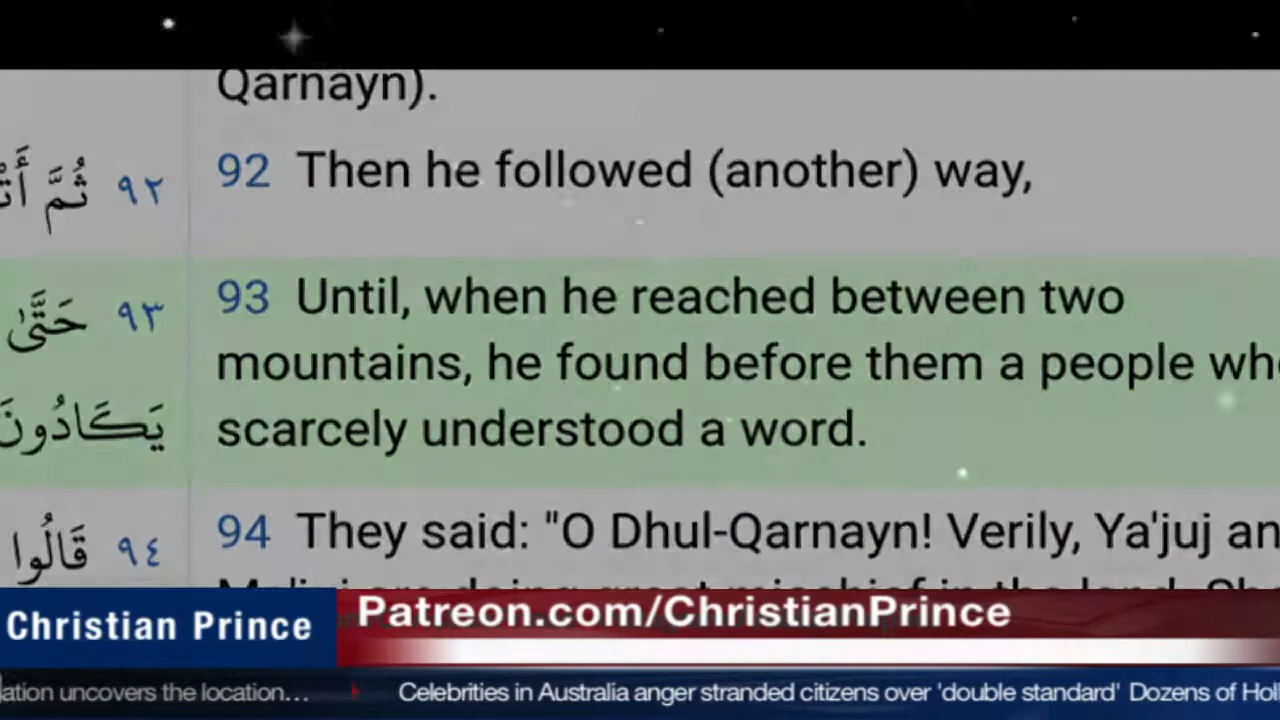 Qarnayn).
ثُمَّ ٩٢ 92 Then he followed (another) way,
حَتَّىٰ ٩٣ 93 Until, when he reached between two
mountains, he found before them a people
يَكَادُونَ scarcely understood a word.
قَالُوا ٩٤ 94 They said: "O Dhul-Qarnayn! Verily, Ya'juj
Christian Prince
Patreon.com/ChristianPrince
uncovers the location... Celebrities in Australia anger stranded citizens over 'double standard' Dozens of